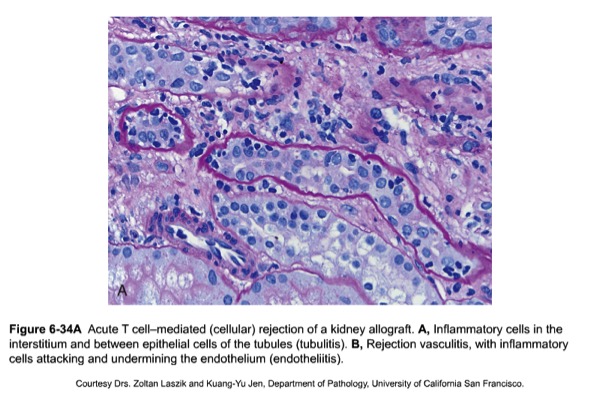 A
Figure 6-34A Acute T cell–mediated (cellular) rejection of a kidney allograft. A, Inflammatory cells in the
interstitium and between epithelial cells of the tubules (tubulitis). B, Rejection vasculitis, with inflammatory
cells attacking and undermining the endothelium (endotheliitis).
Courtesy Drs. Zoltan Laszik and Kuang-Yu Jen, Department of Pathology, University of California San Francisco.